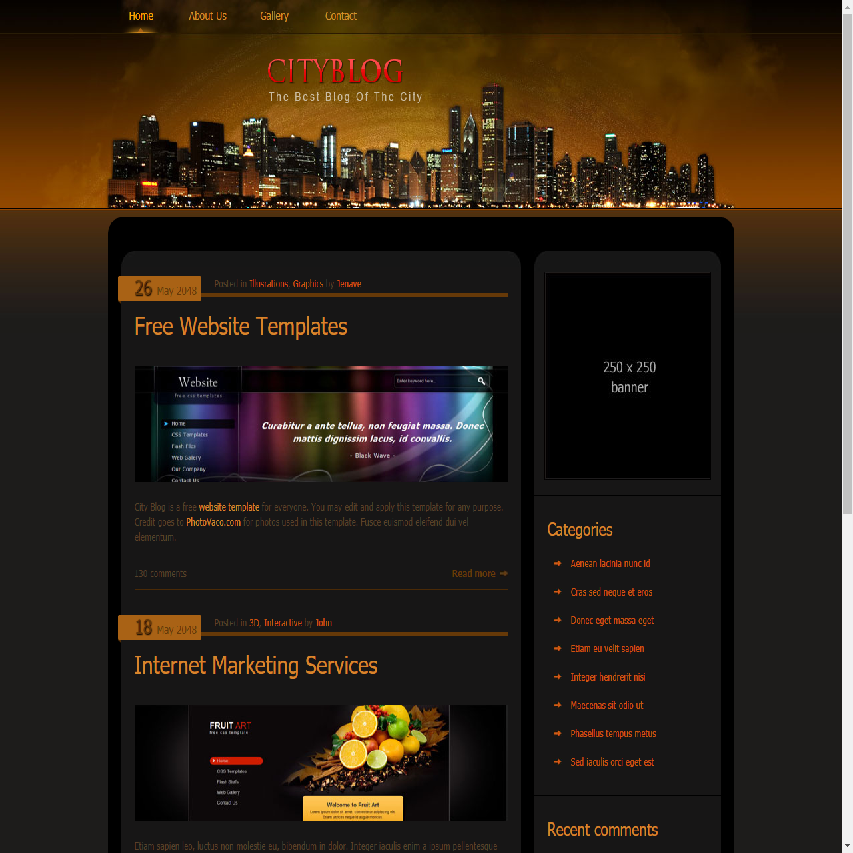 Home About Us Gallery Contact
CITYBLOG
The Best Blog Of The City
26 May 2048 Posted in Illustrations, Graphics by Jenave
Free Website Templates
Website
Free css templates
Enter keyword here..
Home
CSS Templates
Flash Files
Web Gallery
Our Company
Contact Us
Curabitur a ante tellus, non feugiat massa. Donec
mattis dignissim lacus, id convallis.
- Black Wave -
City Blog is a free website template for everyone. You may edit and apply this template for any purpose.
Credit goes to PhotoVaco.com for photos used in this template. Fusce euismod eleifend dui vel
elementum.
130 comments Read more
18 May 2048 Posted in 3D, Interactive by John
Internet Marketing Services
FRUIT ART
free css template
Home
CSS Templates
Flash Stuffs
Web Gallery
Contact Us
Welcome to Fruit Art!
Etiam sapien leo, luctus non molestie eu, bibendum in dolor. Integer iaculis enim a ipsum pellentesque
250 x 250
banner
Categories
Aenean lacinia nunc id
Cras sed neque et eros
Donec eget massa eget
Etiam eu velit sapien
Integer hendrerit nisi
Maecenas sit odio ut
Phasellus tempus metus
Sed iaculis orci eget est
Recent comments